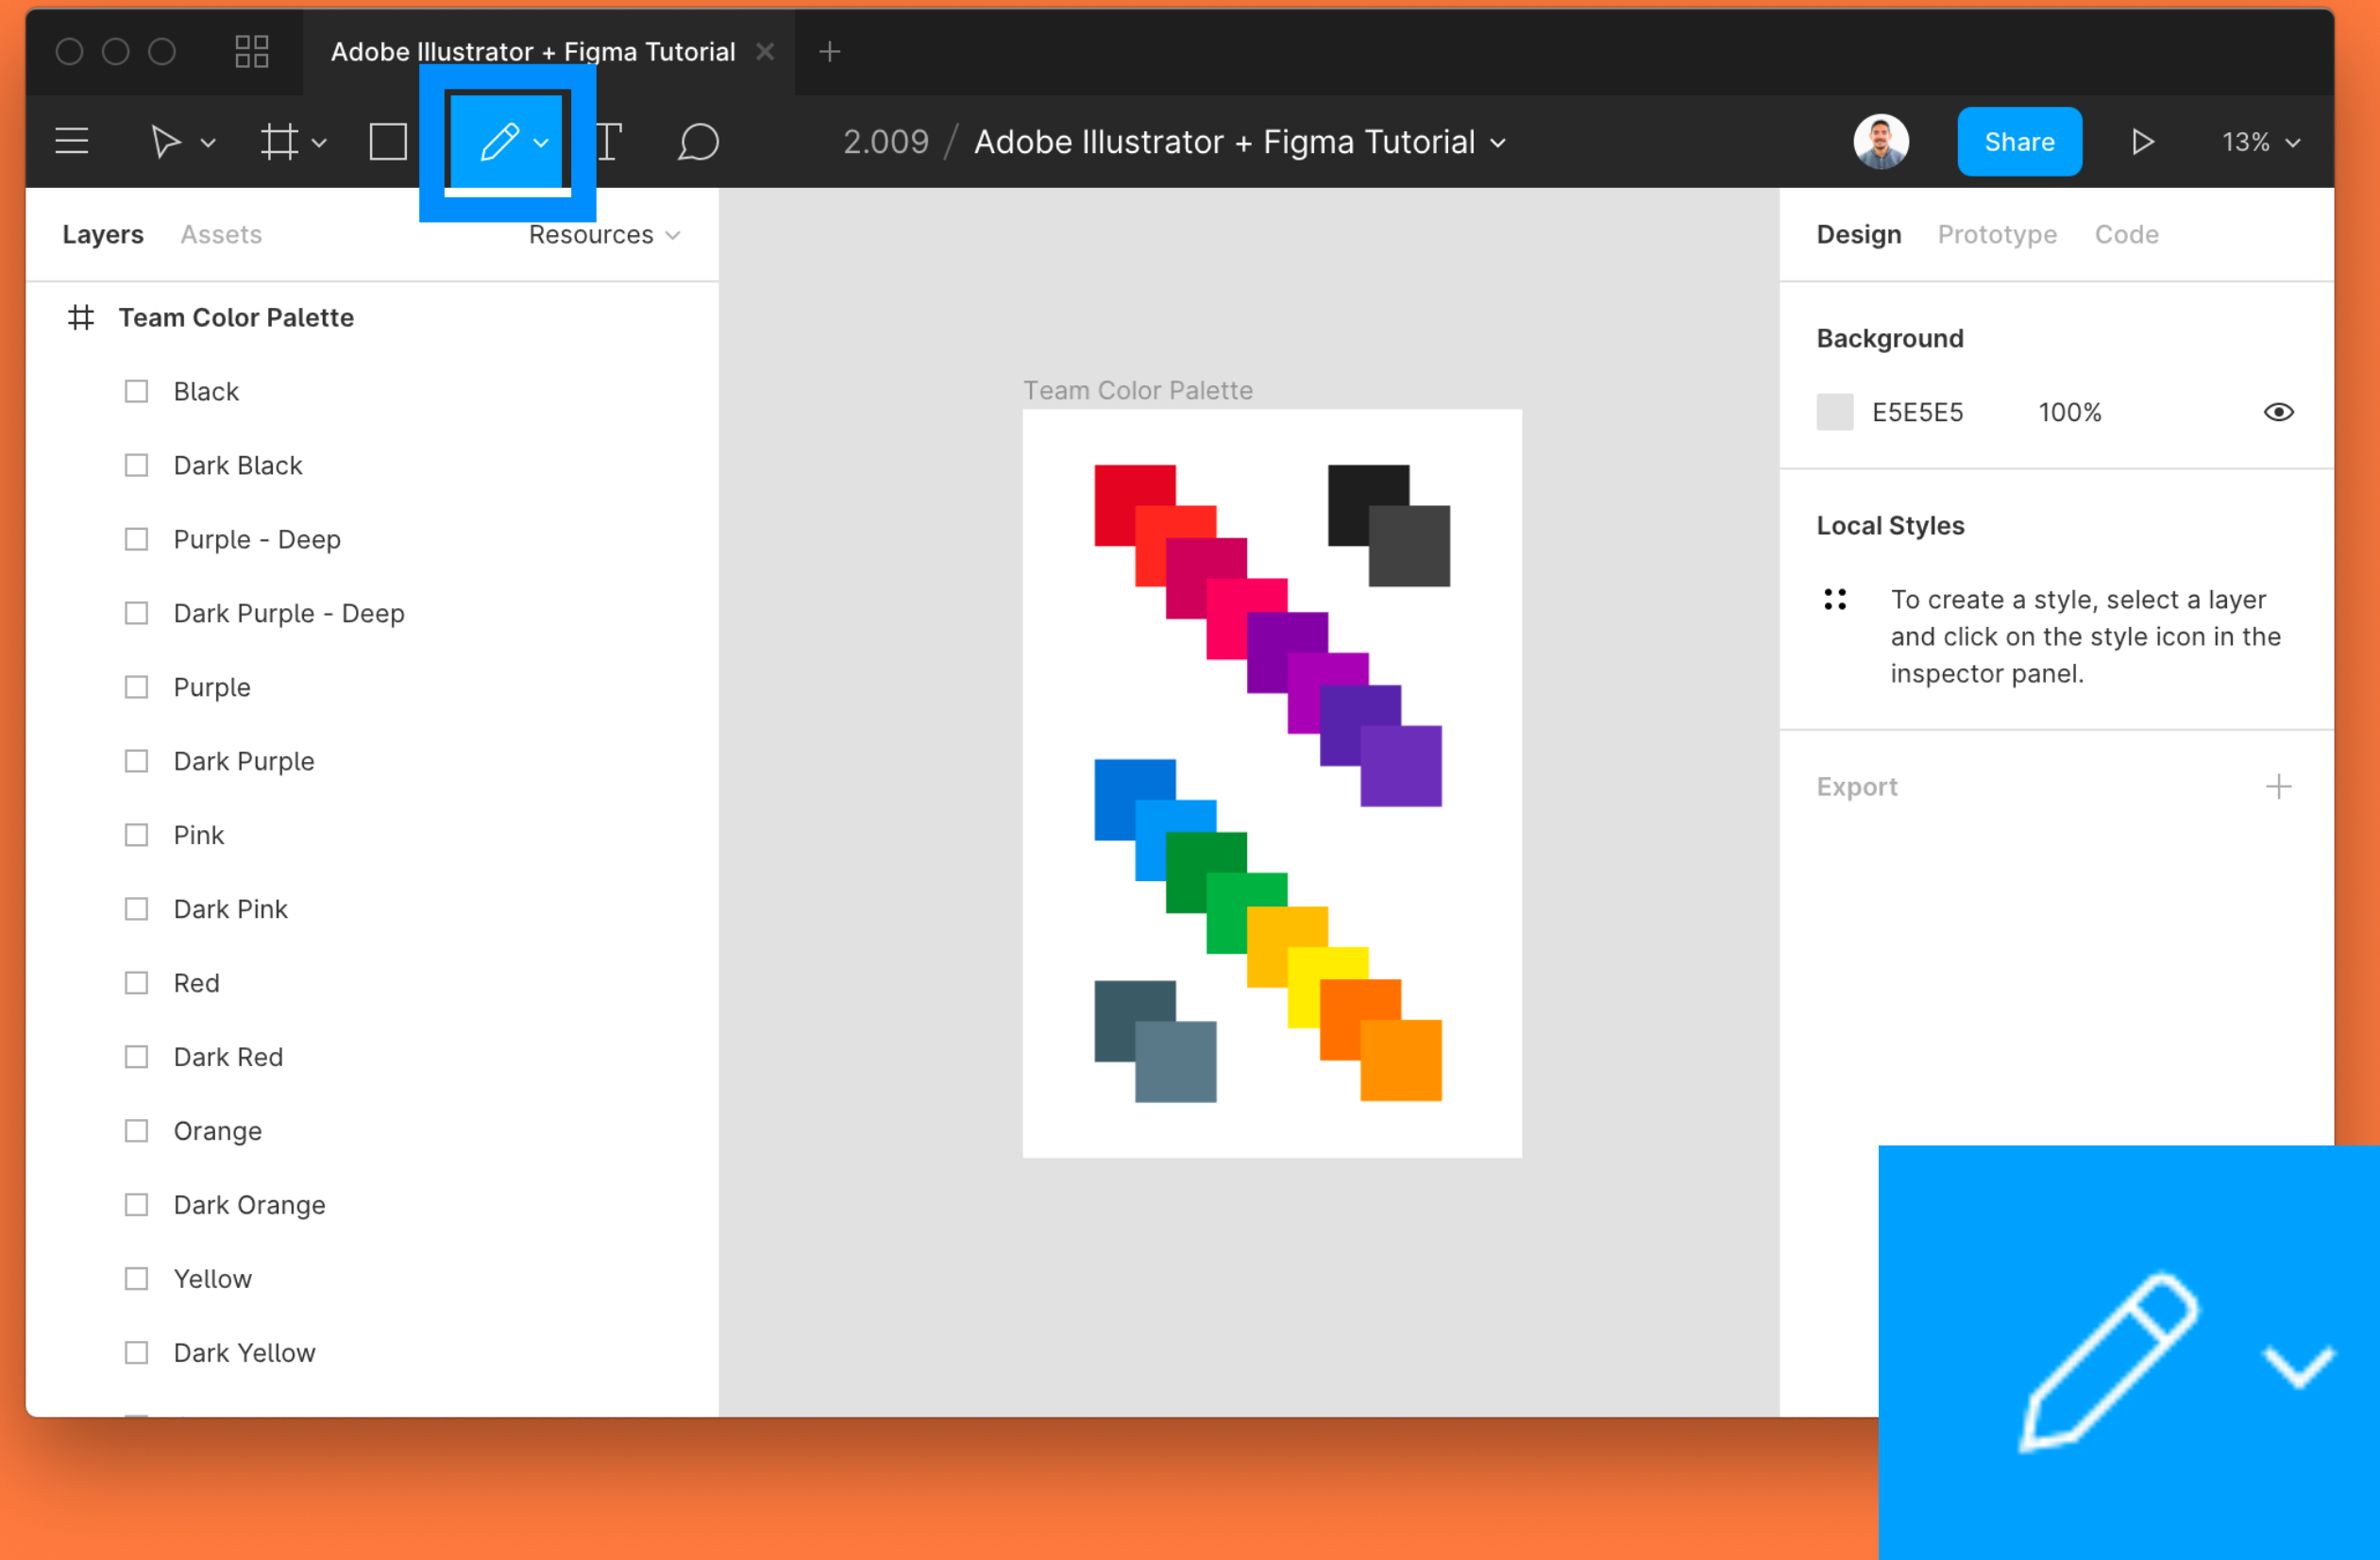 Adobe Illustrator + Figma Tutorial
T
2.009 / Adobe Illustrator + Figma Tutorial
Share
13%
Layers
Assets
Resources
Team Color Palette
Black
Dark Black
Purple - Deep
Dark Purple - Deep
Purple
Dark Purple
Pink
Dark Pink
Red
Dark Red
Orange
Dark Orange
Yellow
Dark Yellow
Team Color Palette
Design
Prototype
Code
Background
E5E5E5
100%
Local Styles
To create a style, select a layer
and click on the style icon in the
inspector panel.
Export